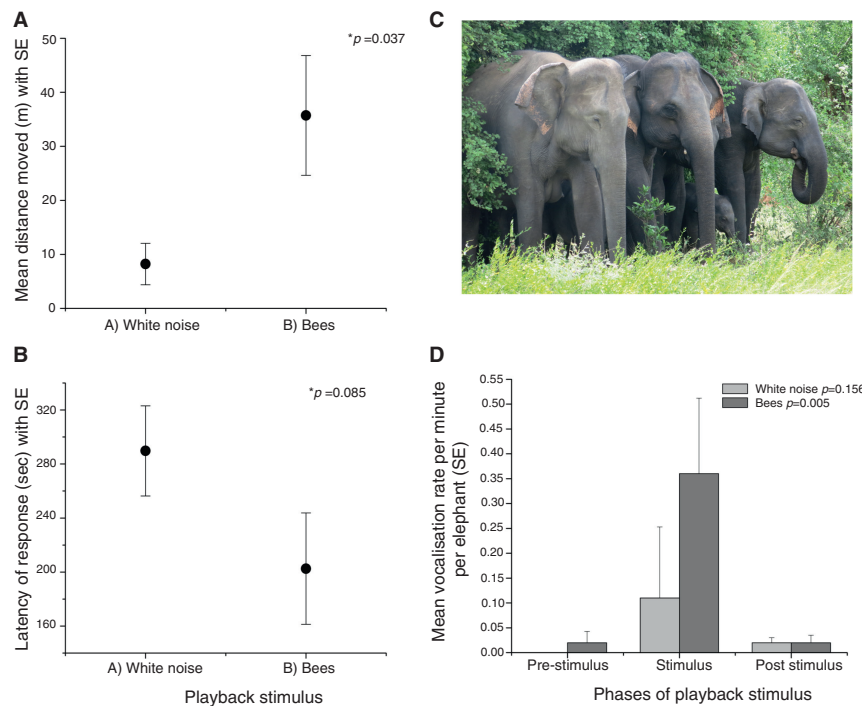 A
Mean distance moved (m) with SE
50
40
30
20
10
0
*p=0.037
A) White noise
B) Bees
B
Latency of response (sec) with SE
320
280
240
200
160
*p=0.085
A) White noise
B) Bees
Playback stimulus
C
D
Mean vocalisation rate per minute
per elephant (SE)
0.55
0.50
0.45
0.40
0.35
0.30
0.25
0.20
0.15
0.10
0.05
0.00
White noise p=0.156
Bees p=0.005
Pre-stimulus
Stimulus
Post stimulus
Phases of playback stimulus